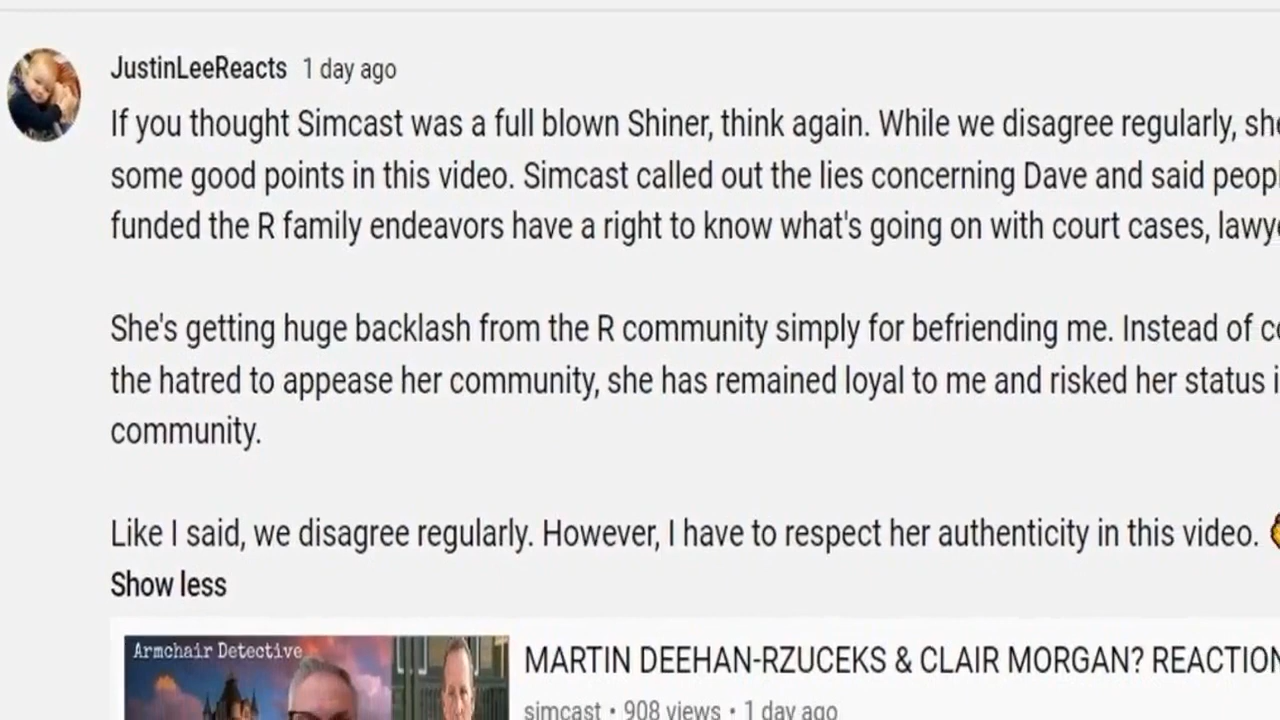 JustinLeeReacts 1 day ago
If you thought Simcast was a full blown Shiner, think again. While we disagree regularly, she
some good points in this video. Simcast called out the lies concerning Dave and said peopl
funded the R family endeavors have a right to know what's going on with court cases, lawye
She's getting huge backlash from the R community simply for befriending me. Instead of co
the hatred to appease her community, she has remained loyal to me and risked her status i
community.
Like I said, we disagree regularly. However, I have to respect her authenticity in this video.
Show less
Armchair Detective
MARTIN DEEHAN-RZUCEKS & CLAIR MORGAN? REACTION
simcast • 908 views • 1 day ago